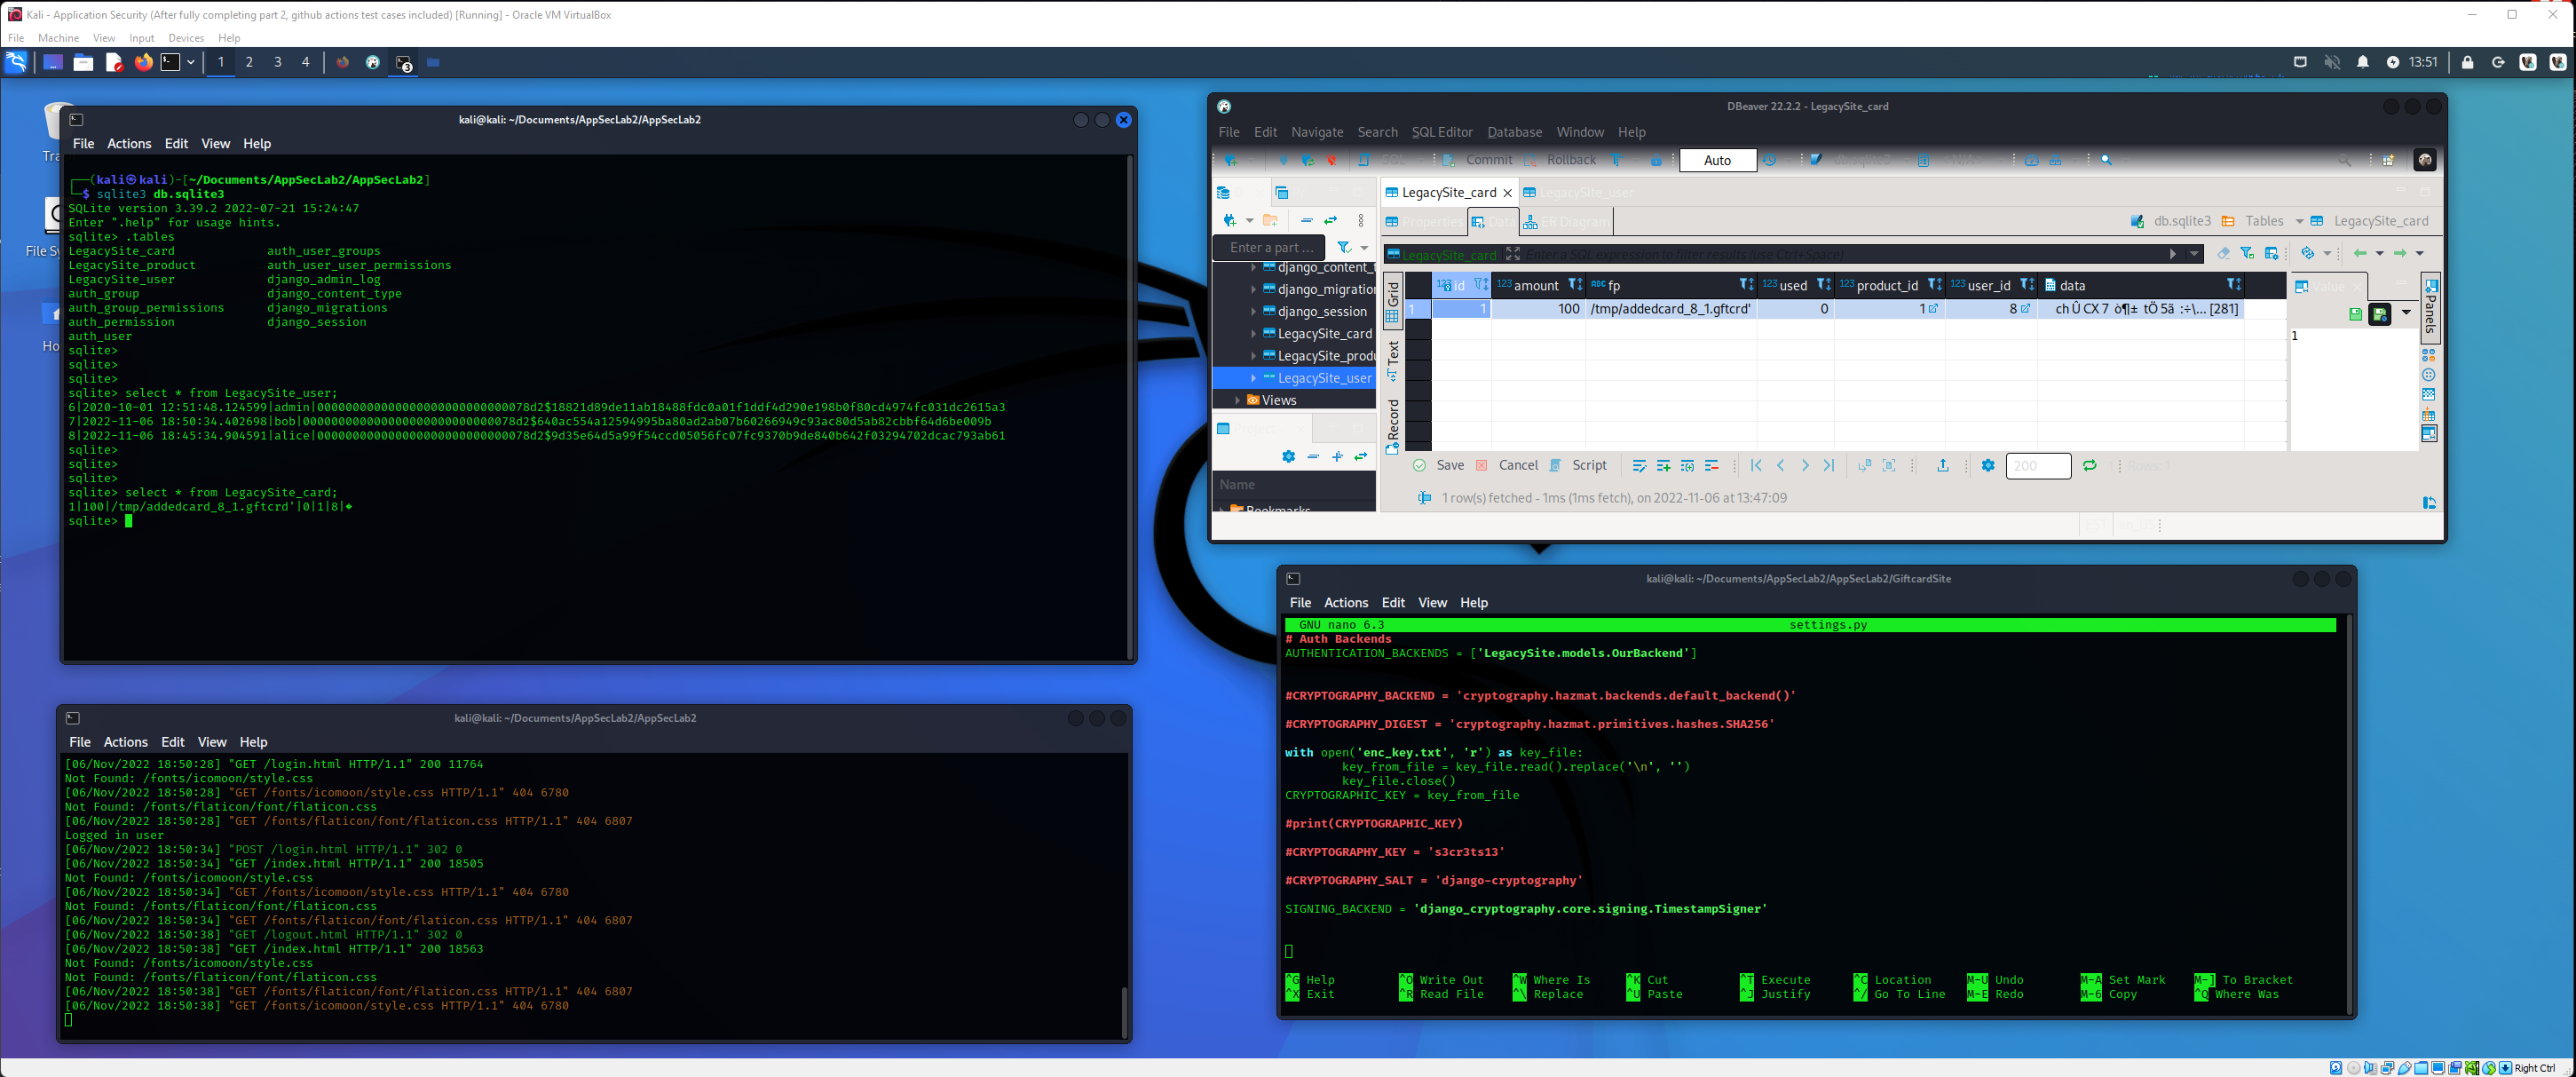 Kali - Application Security (After fully completing part 2, github actions test cases included) [Running] - Oracle VM VirtualBox
File Machine View Input Devices Help
1 2 3 4 3 13:51
kali@kali: ~/Documents/AppSecLab2/AppSecLab2
File Actions Edit View Help
┌──(kali㉿kali)-[~/Documents/AppSecLab2/AppSecLab2]
└─$ sqlite3 db.sqlite3
SQLite version 3.39.2 2022-07-21 15:24:47
Enter ".help" for usage hints.
sqlite> .tables
LegacySite_card auth_user_groups
LegacySite_product auth_user_user_permissions
LegacySite_user django_admin_log
auth_group django_content_type
auth_group_permissions django_migrations
auth_permission django_session
auth_user
sqlite>
sqlite>
sqlite>
sqlite> select * from LegacySite_user;
6|2020-10-01 12:51:48.124599|admin|000000000000000000000000000078d2$18821d89de11ab18488fdc0a01f1ddf4d290e198b0f80cd4974fc031dc2615a3
7|2022-11-06 18:50:34.402698|bob|000000000000000000000000000078d2$640ac554a12594995ba80ad2ab07b60266949c93ac80d5ab82cbbf64d6be009b
8|2022-11-06 18:45:34.904591|alice|000000000000000000000000000078d2$9d35e64d5a99f54ccd05056fc07fc9370b9de840b642f03294702dcac793ab61
sqlite>
sqlite>
sqlite>
sqlite> select * from LegacySite_card;
1|100|/tmp/addedcard_8_1.gftcrd'|0|1|8|�
sqlite>
DBeaver 22.2.2 - LegacySite_card
File Edit Navigate Search SQL Editor Database Window Help
Commit Rollback Auto
LegacySite_card LegacySite_user
Properties Data ER Diagram db.sqlite3 Tables LegacySite_card
Enter a part ... LegacySite_card Enter a SQL expression to filter results (use Ctrl+Space)
django_content_t
django_migration
django_session
LegacySite_card
LegacySite_produ
LegacySite_user
Views
Project
Name
Bookmarks
Grid
Text
Record
id amount fp used product_id user_id data
1 1 100 /tmp/addedcard_8_1.gftcrd' 0 1 8 ch Û CX 7 ò¶± tÖ 5ã :÷\... [281]
Value
1
Panels
Save Cancel Script 200 Rows: 1
1 row(s) fetched - 1ms (1ms fetch), on 2022-11-06 at 13:47:09
kali@kali: ~/Documents/AppSecLab2/AppSecLab2
File Actions Edit View Help
[06/Nov/2022 18:50:28] "GET /login.html HTTP/1.1" 200 11764
Not Found: /fonts/icomoon/style.css
[06/Nov/2022 18:50:28] "GET /fonts/icomoon/style.css HTTP/1.1" 404 6780
Not Found: /fonts/flaticon/font/flaticon.css
[06/Nov/2022 18:50:28] "GET /fonts/flaticon/font/flaticon.css HTTP/1.1" 404 6807
Logged in user
[06/Nov/2022 18:50:34] "POST /login.html HTTP/1.1" 302 0
[06/Nov/2022 18:50:34] "GET /index.html HTTP/1.1" 200 18505
Not Found: /fonts/icomoon/style.css
[06/Nov/2022 18:50:34] "GET /fonts/icomoon/style.css HTTP/1.1" 404 6780
Not Found: /fonts/flaticon/font/flaticon.css
[06/Nov/2022 18:50:34] "GET /fonts/flaticon/font/flaticon.css HTTP/1.1" 404 6807
[06/Nov/2022 18:50:38] "GET /logout.html HTTP/1.1" 302 0
[06/Nov/2022 18:50:38] "GET /index.html HTTP/1.1" 200 18563
Not Found: /fonts/icomoon/style.css
Not Found: /fonts/flaticon/font/flaticon.css
[06/Nov/2022 18:50:38] "GET /fonts/flaticon/font/flaticon.css HTTP/1.1" 404 6807
[06/Nov/2022 18:50:38] "GET /fonts/icomoon/style.css HTTP/1.1" 404 6780
kali@kali: ~/Documents/AppSecLab2/AppSecLab2/GiftcardSite
File Actions Edit View Help
GNU nano 6.3 settings.py
# Auth Backends
AUTHENTICATION_BACKENDS = ['LegacySite.models.OurBackend']
#CRYPTOGRAPHY_BACKEND = 'cryptography.hazmat.backends.default_backend()'
#CRYPTOGRAPHY_DIGEST = 'cryptography.hazmat.primitives.hashes.SHA256'
with open('enc_key.txt', 'r') as key_file:
key_from_file = key_file.read().replace('\n', '')
key_file.close()
CRYPTOGRAPHIC_KEY = key_from_file
#print(CRYPTOGRAPHIC_KEY)
#CRYPTOGRAPHY_KEY = 's3cr3ts13'
#CRYPTOGRAPHY_SALT = 'django-cryptography'
SIGNING_BACKEND = 'django_cryptography.core.signing.TimestampSigner'
^G Help ^O Write Out ^W Where Is ^K Cut ^T Execute ^C Location M-U Undo M-A Set Mark M-] To Bracket
^X Exit ^R Read File ^\ Replace ^U Paste ^J Justify ^/ Go To Line M-E Redo M-6 Copy ^Q Where Was
Right Ctrl